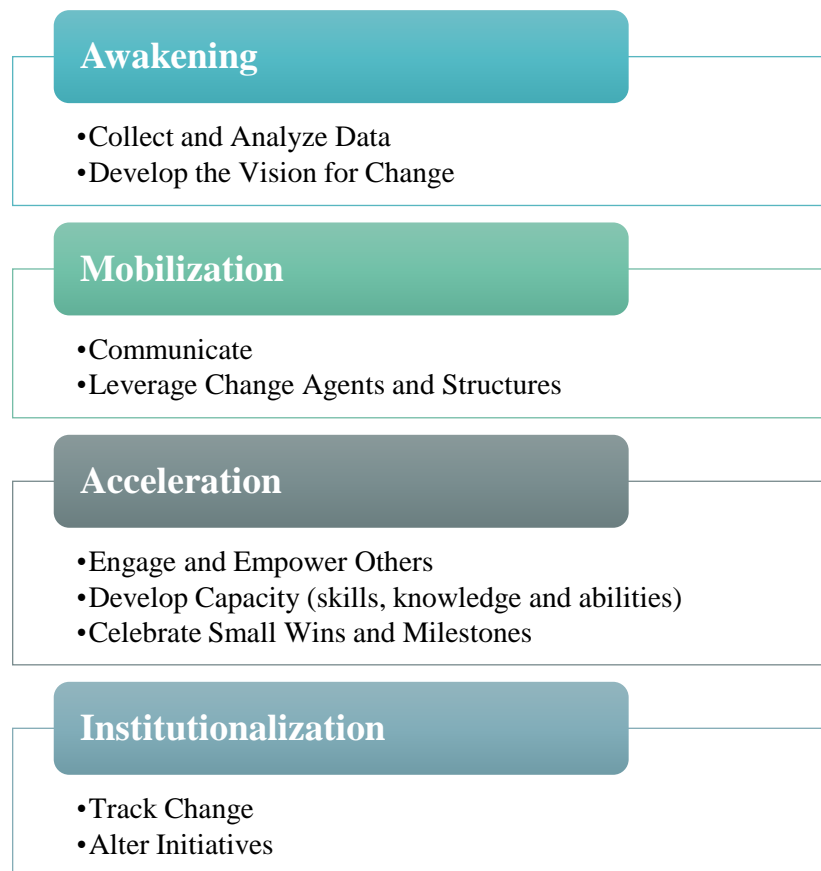 Awakening
•Collect and Analyze Data
•Develop the Vision for Change
Mobilization
•Communicate
•Leverage Change Agents and Structures
Acceleration
•Engage and Empower Others
•Develop Capacity (skills, knowledge and abilities)
•Celebrate Small Wins and Milestones
Institutionalization
•Track Change
•Alter Initiatives